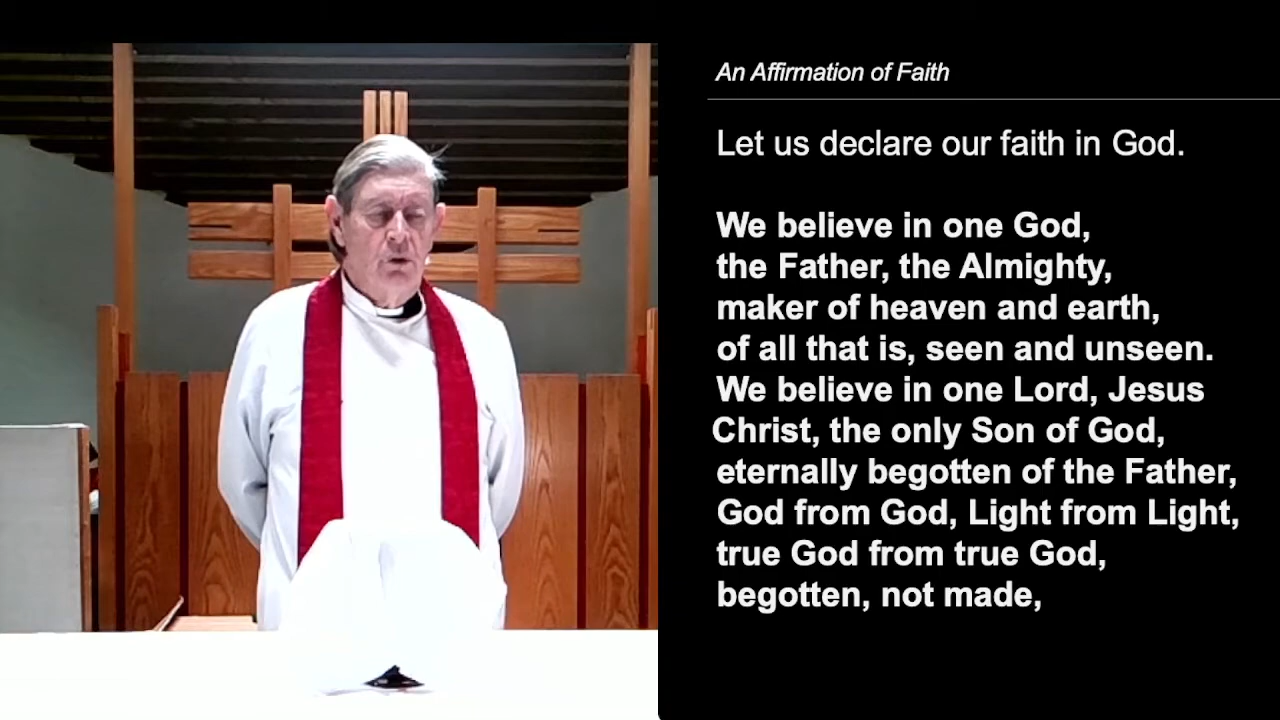 An Affirmation of Faith
Let us declare our faith in God.
We believe in one God,
the Father, the Almighty,
maker of heaven and earth,
of all that is, seen and unseen.
We believe in one Lord, Jesus
Christ, the only Son of God,
eternally begotten of the Father,
God from God, Light from Light,
true God from true God,
begotten, not made,